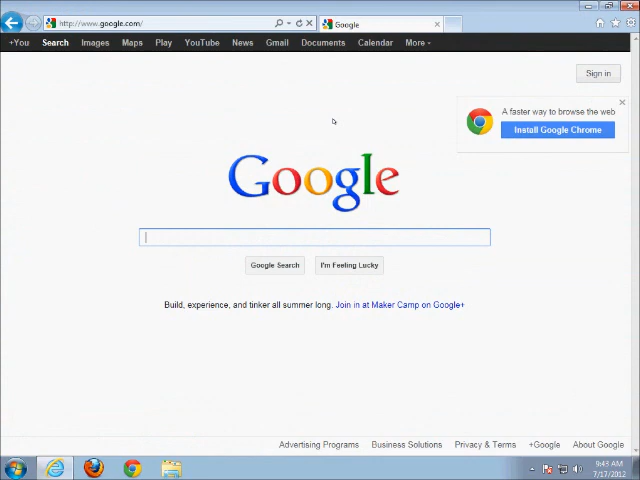 http://www.google.com/
Google
+You Search Images Maps Play YouTube News Gmail Documents Calendar More
Sign in
A faster way to browse the web
Install Google Chrome
Google
Google Search I'm Feeling Lucky
Build, experience, and tinker all summer long. Join in at Maker Camp on Google+
Advertising Programs Business Solutions Privacy & Terms +Google About Google
9:43 AM
7/17/2012